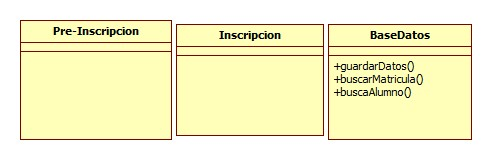 Pre-Inscripcion
Inscripcion
BaseDatos
+guardarDatos()
+buscarMatricula()
+buscaAlumno()